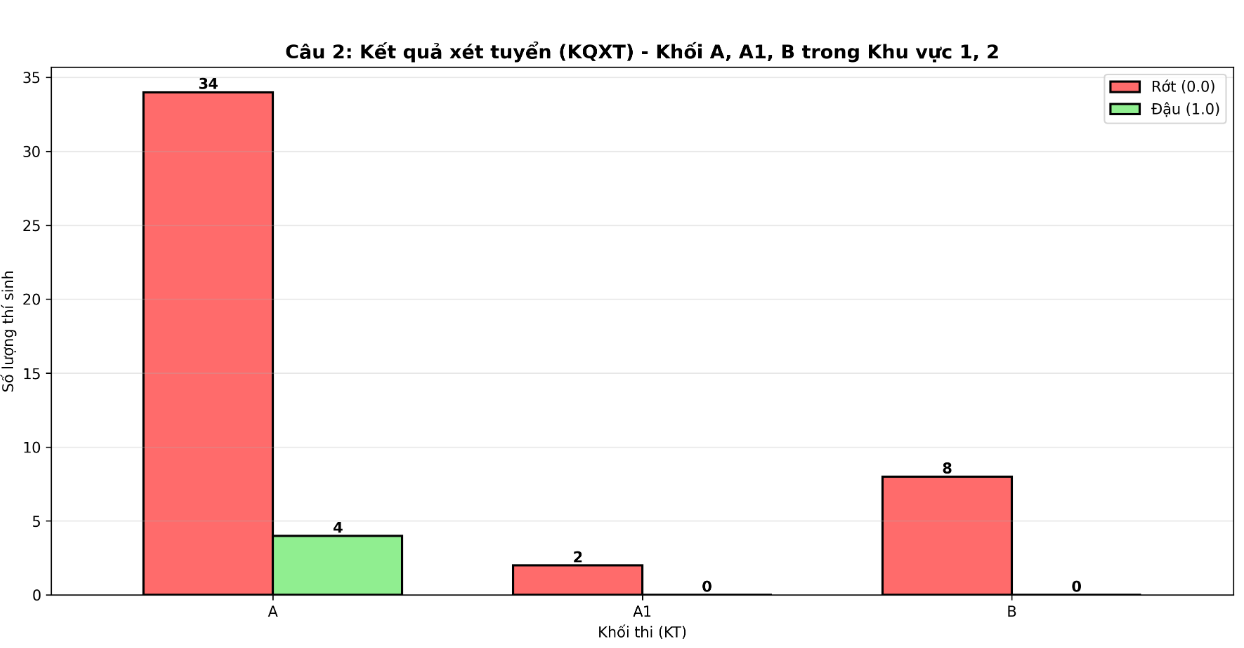 Câu 2: Kết quả xét tuyển (KQXT) - Khối A, A1, B trong Khu vực 1, 2
Rớt (0.0)
Đậu (1.0)
Số lượng thí sinh
35
30
25
20
15
10
5
0
34
4
2
0
8
0
A
A1
B
Khối thi (KT)